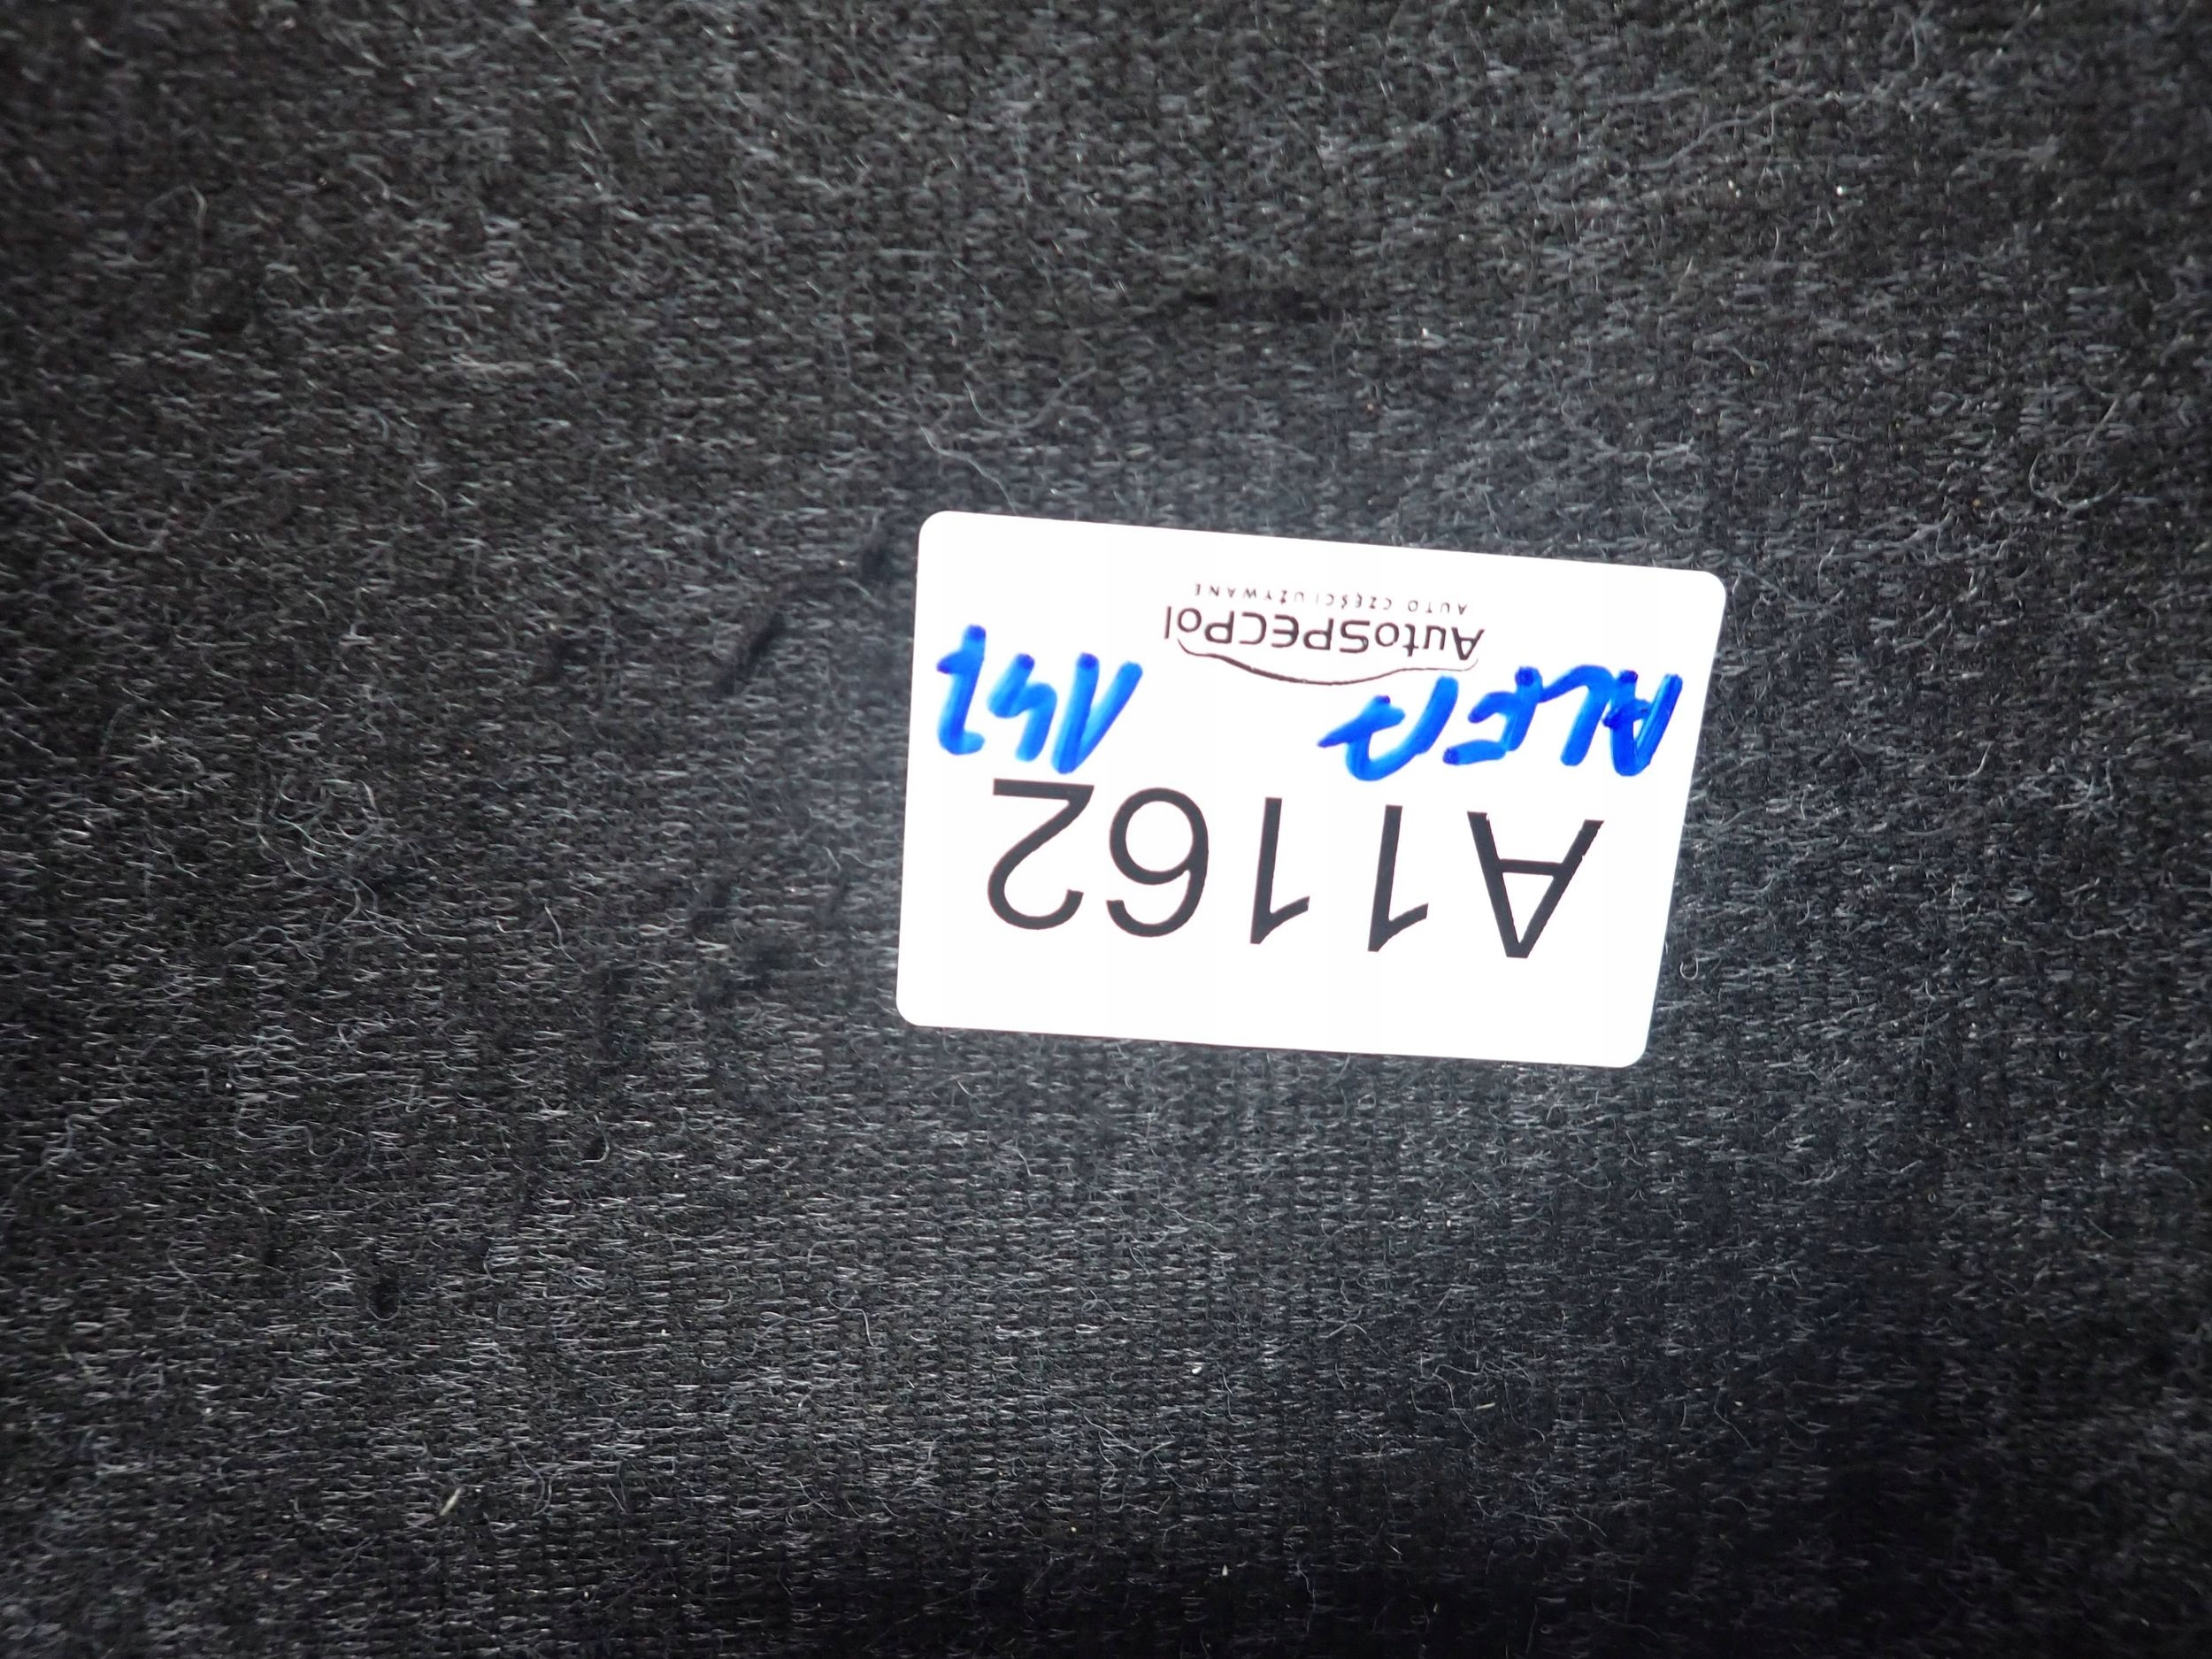 A1162
ALFA 147
AutoSPECPol
AUTO CZĘŚCI UŻYWANE